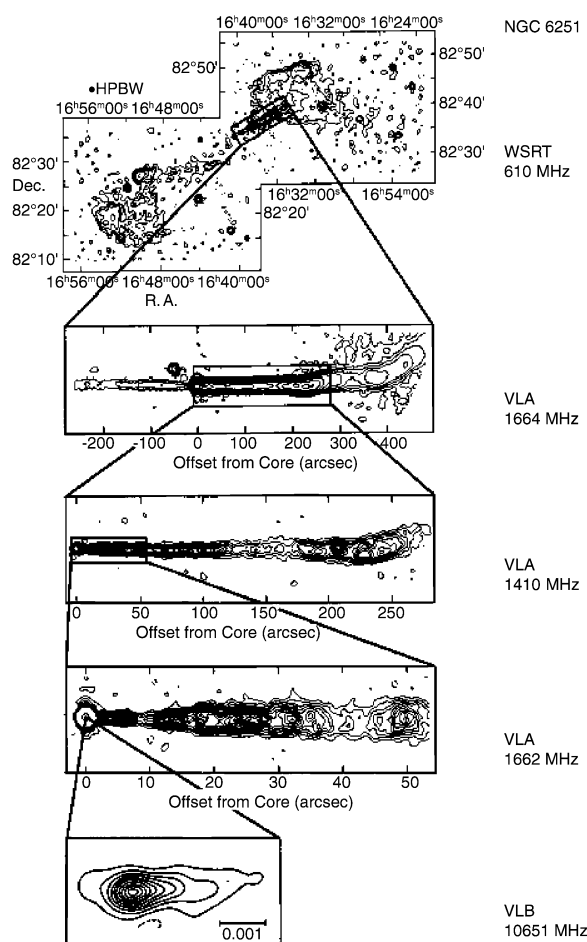 NGC 6251
16h40m00s 16h32m00s 16h24m00s
82°50'
82°50'
HPBW
16h56m00s 16h48m00s
82°40'
82°30'
82°30'
Dec.
WSRT
610 MHz
16h32m00s 16h54m00s
82°20'
82°20'
82°10'
16h56m00s 16h48m00s 16h40m00s
R. A.
VLA
1664 MHz
-200 -100 0 100 200 300 400
Offset from Core (arcsec)
VLA
1410 MHz
0 50 100 150 200 250
Offset from Core (arcsec)
VLA
1662 MHz
0 10 20 30 40 50
Offset from Core (arcsec)
0.001
VLB
10651 MHz